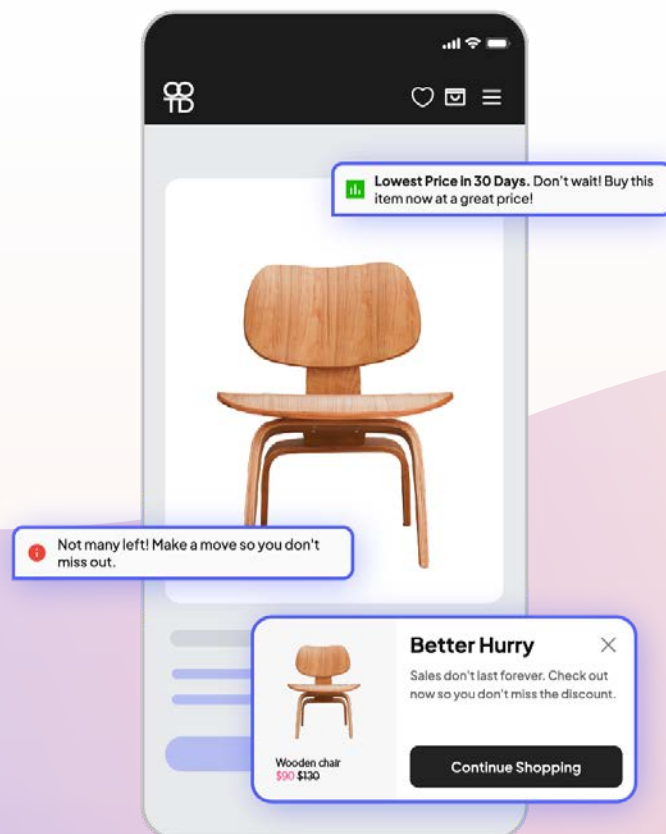 Lowest Price in 30 Days. Don't wait! Buy this
item now at a great price!
Not many left! Make a move so you don't
miss out.
Better Hurry
Sales don't last forever. Check out
now so you don't miss the discount.
Wooden chair
$90 $130
Continue Shopping